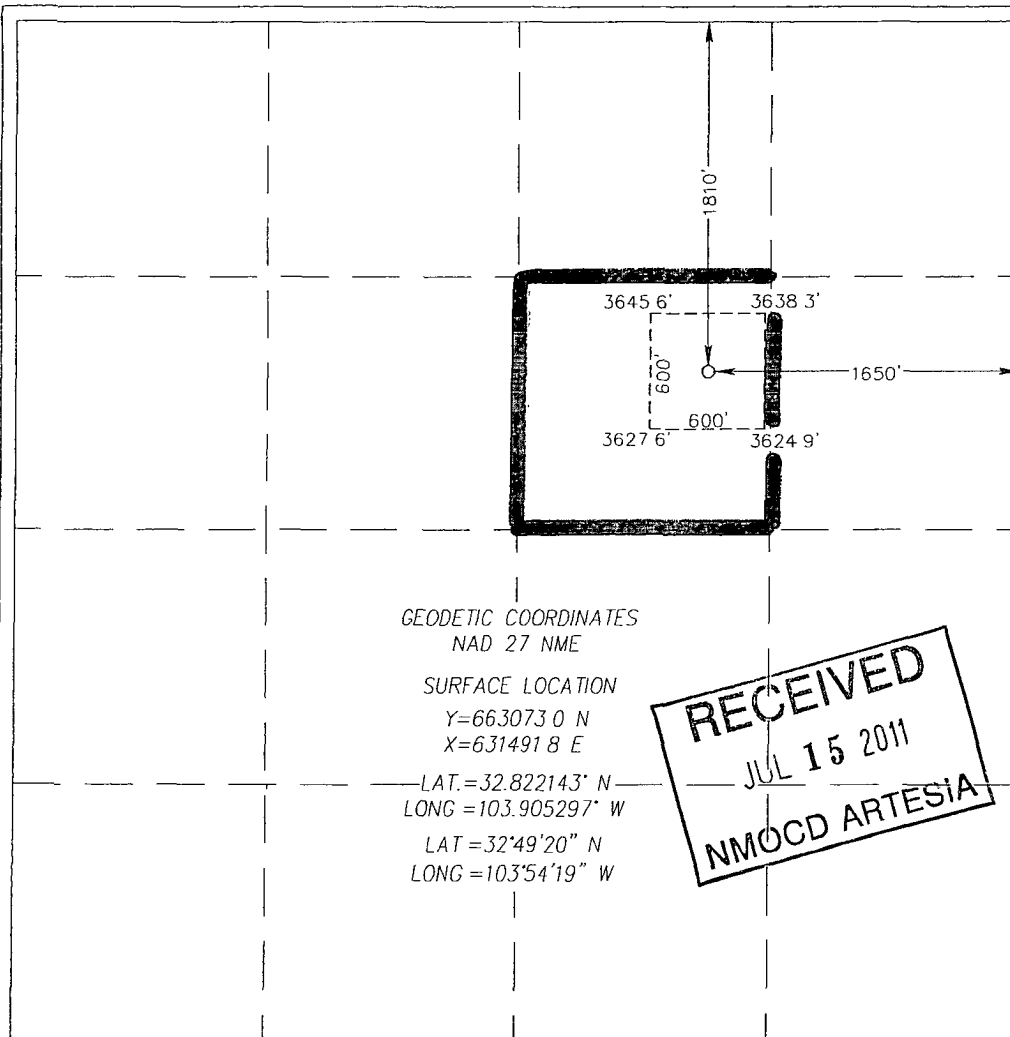 1810'
3645 6'
3638 3'
600'
1650'
600'
3627 6'
3624 9'
GEODETIC COORDINATES
NAD 27 NME
SURFACE LOCATION
Y=663073 0 N
X=631491 8 E
LAT.=32.822143° N
LONG =103.905297° W
LAT =32°49'20" N
LONG =103°54'19" W
RECEIVED
JUL 15 2011
NMOCD ARTESIA